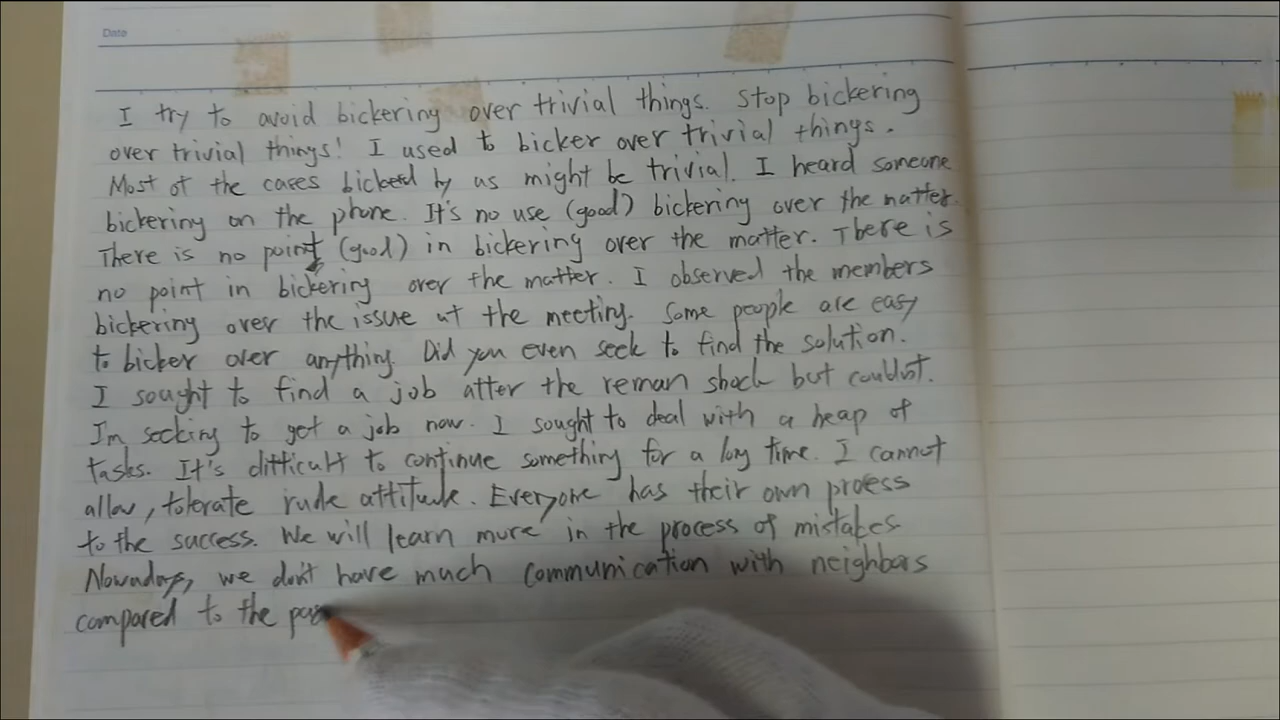 Date
I try to avoid bickering over trivial things. Stop bickering
over trivial things! I used to bicker over trivial things.
Most of the cases by us might be trivial. I heard someone
bickering on the phone. It's no use (good) bickering over the matter.
There is no point (good) in bickering over the matter. There is
no point in bickering over the matter. I observed the members
bickering over the issue at the meeting. Some people are easy
to bicker over anything. Did you even seek to find the solution.
I sought to find a job after the reman shock but couldn't.
I'm seeking to get a job now. I sought to deal with a heap of
tasks. It's difficult to continue something for a long time. I cannot
allow, tolerate rude attitude. Everyone has their own process
to the success. We will learn more in the process of mistakes
Nowadays, we don't have much communication with neighbors
compared to the